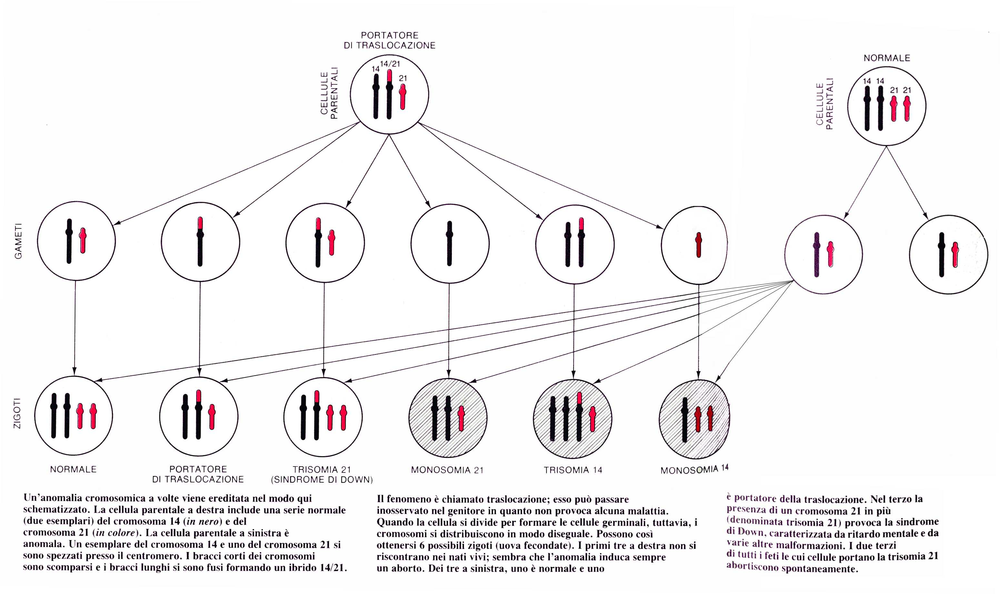 PORTATORE
DI TRASLOCAZIONE
CELLULE
PARENTALI
14
14/21
21
NORMALE
CELLULE
PARENTALI
14 14
21 21
GAMETI
ZIGOTI
NORMALE
PORTATORE
DI TRASLOCAZIONE
TRISOMIA 21
(SINDROME DI DOWN)
MONOSOMIA 21
TRISOMIA 14
MONOSOMIA 14
Un'anomalia cromosomica a volte viene ereditata nel modo qui
schematizzato. La cellula parentale a destra include una serie normale
(due esemplari) del cromosoma 14 (in nero) e del
cromosoma 21 (in colore). La cellula parentale a sinistra è
anomala. Un esemplare del cromosoma 14 e uno del cromosoma 21 si
sono spezzati presso il centromero. I bracci corti dei cromosomi
sono scomparsi e i bracci lunghi si sono fusi formando un ibrido 14/21.
Il fenomeno è chiamato traslocazione; esso può passare
inosservato nel genitore in quanto non provoca alcuna malattia.
Quando la cellula si divide per formare le cellule germinali, tuttavia, i
cromosomi si distribuiscono in modo diseguale. Possono così
ottenersi 6 possibili zigoti (uova fecondate). I primi tre a destra non si
riscontrano nei nati vivi; sembra che l'anomalia induca sempre
un aborto. Dei tre a sinistra, uno è normale e uno
è portatore della traslocazione. Nel terzo la
presenza di un cromosoma 21 in più
(denominata trisomia 21) provoca la sindrome
di Down, caratterizzata da ritardo mentale e da
varie altre malformazioni. I due terzi
di tutti i feti le cui cellule portano la trisomia 21
abortiscono spontaneamente.